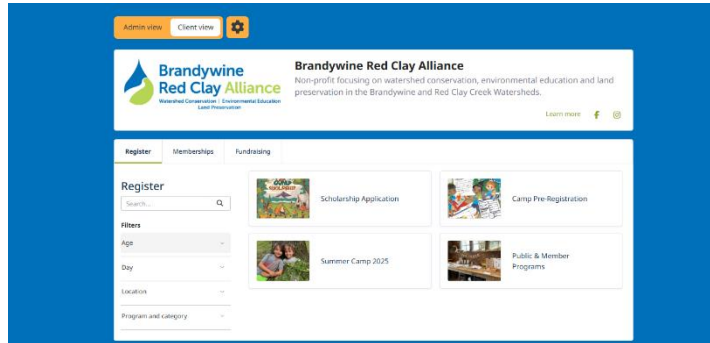 Admin view Client view
Brandywine
Red Clay Alliance
Watershed Conservation | Environmental Education
Land Preservation
Brandywine Red Clay Alliance
Non-profit focusing on watershed conservation, environmental education and land
preservation in the Brandywine and Red Clay Creek Watersheds.
Learn more
Register Memberships Fundraising
Register
Search...
Filters
Age
Day
Location
Program and category
Scholarship Application
Camp Pre-Registration
Summer Camp 2025
Public & Member
Programs